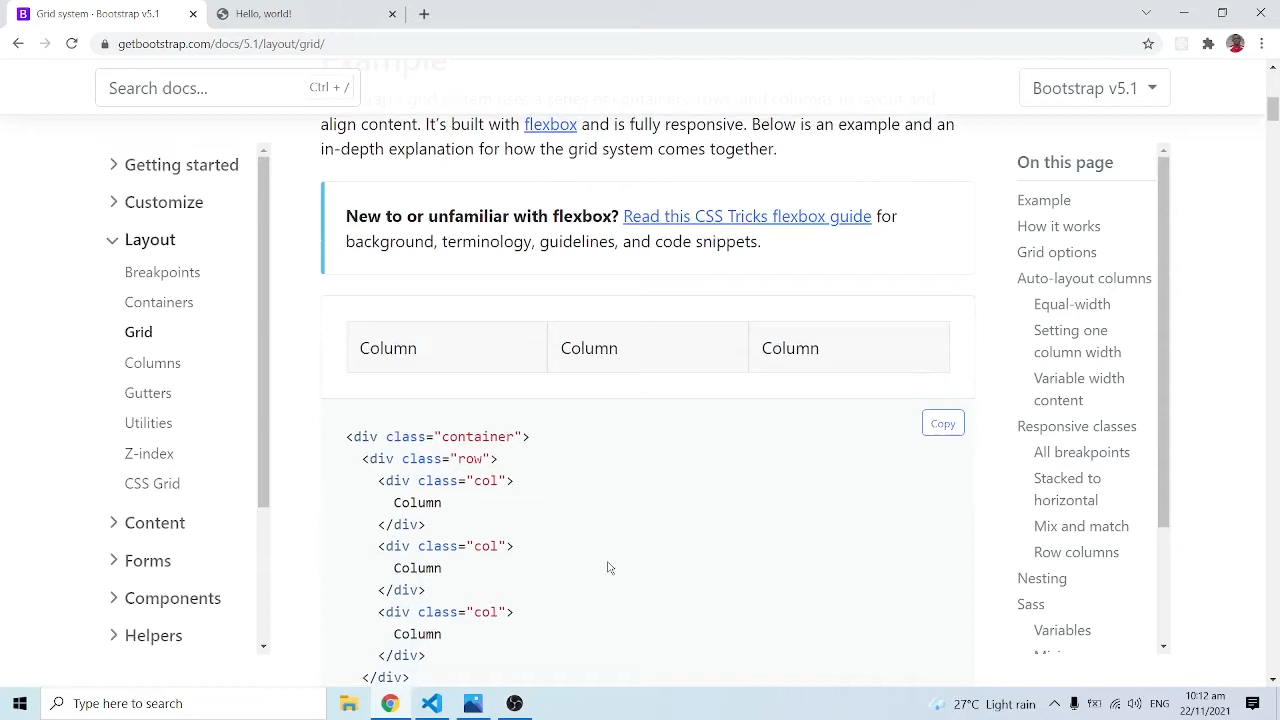 Grid system - Bootstrap v5.1
Hello, world!
getbootstrap.com/docs/5.1/layout/grid/
Example
Search docs...
Ctrl + /
Bootstrap v5.1
align content. It’s built with flexbox and is fully responsive. Below is an example and an
in-depth explanation for how the grid system comes together.
Getting started
Customize
Layout
Breakpoints
Containers
Grid
Columns
Gutters
Utilities
Z-index
CSS Grid
Content
Forms
Components
Helpers
New to or unfamiliar with flexbox? Read this CSS Tricks flexbox guide for
background, terminology, guidelines, and code snippets.
Column
Column
Column
Copy
<div class="container">
<div class="row">
<div class="col">
Column
</div>
<div class="col">
Column
</div>
<div class="col">
Column
</div>
</div>
On this page
Example
How it works
Grid options
Auto-layout columns
Equal-width
Setting one
column width
Variable width
content
Responsive classes
All breakpoints
Stacked to
horizontal
Mix and match
Row columns
Nesting
Sass
Variables
Type here to search
27°C Light rain
ENG
10:12 am
22/11/2021